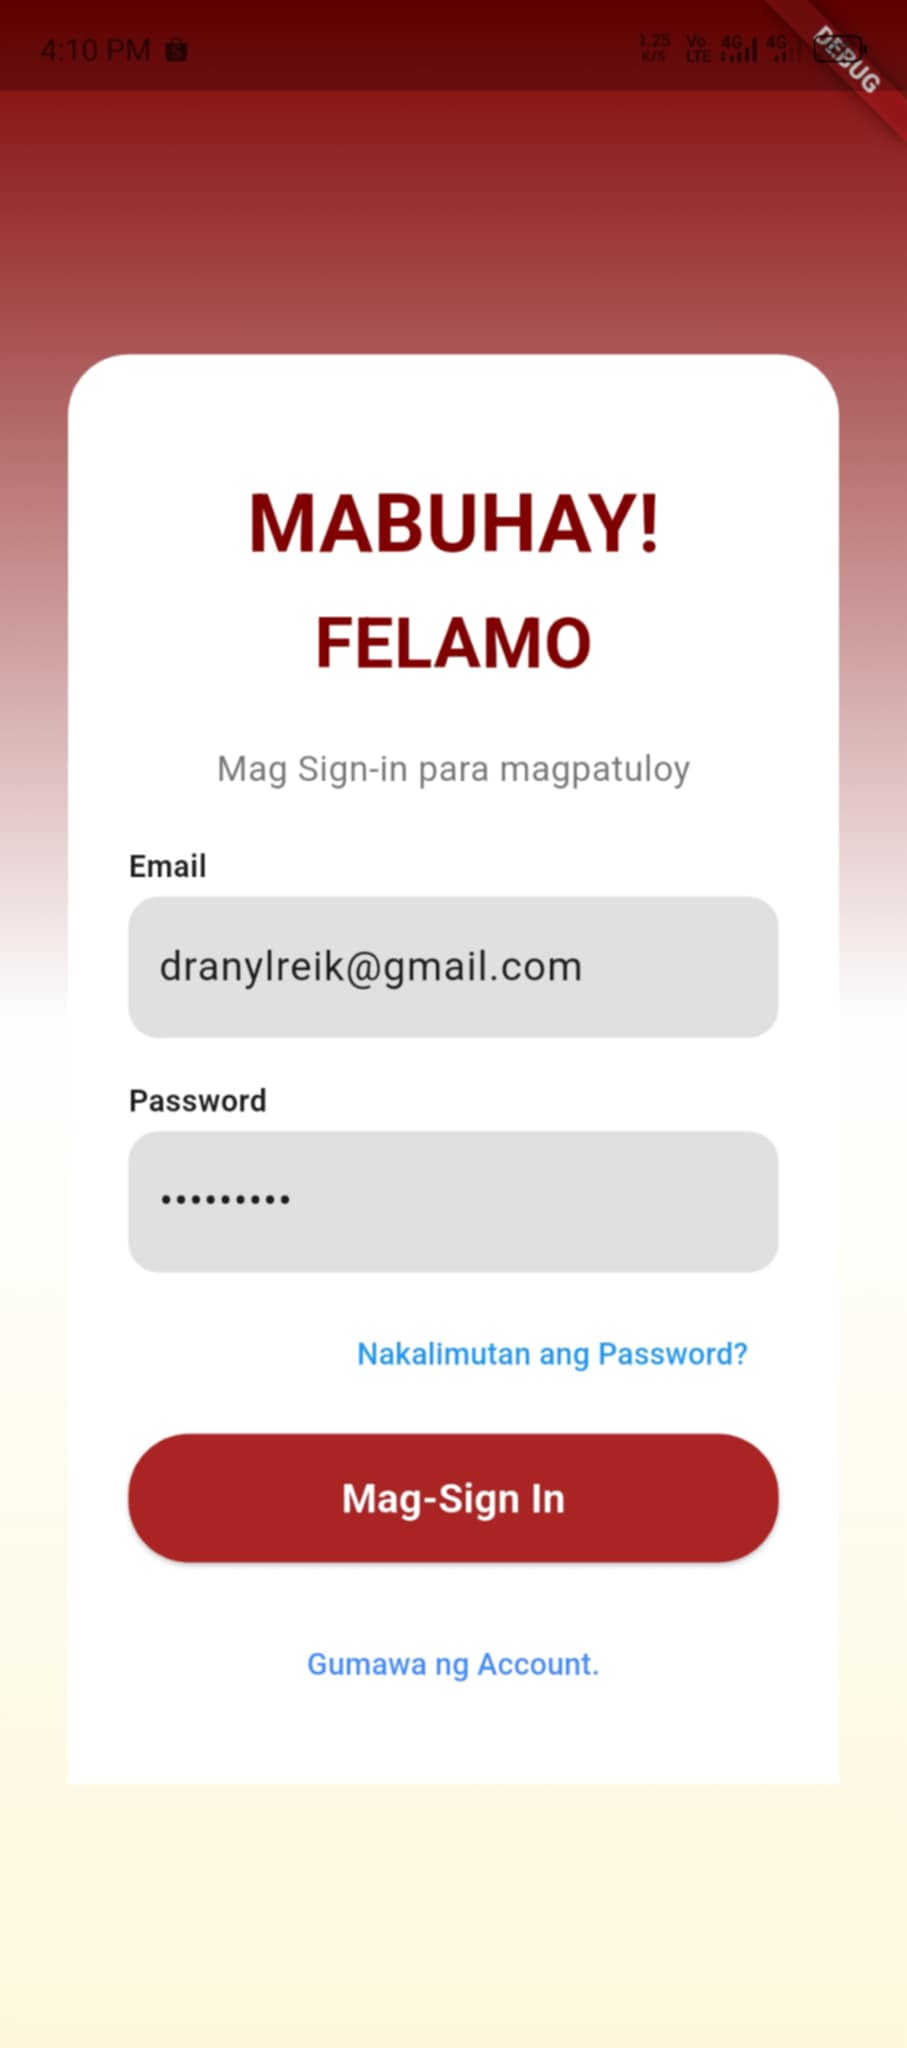 4:10 PM
1.25 K/S Vo LTE 4G 4G
DEBUG
MABUHAY!
FELAMO
Mag Sign-in para magpatuloy
Email
dranylreik@gmail.com
Password
•••••••••
Nakalimutan ang Password?
Mag-Sign In
Gumawa ng Account.